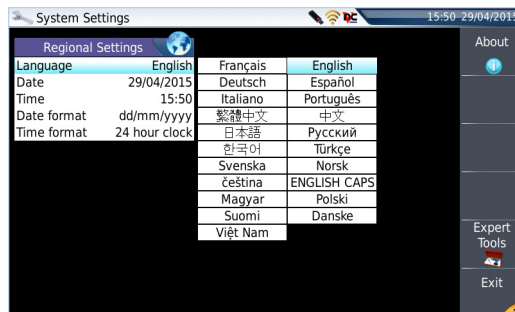 System Settings
15:50 29/04/2015
Regional Settings
Language English
Date 29/04/2015
Time 15:50
Date format dd/mm/yyyy
Time format 24 hour clock
Français English
Deutsch Español
Italiano Português
繁體中文 中文
日本語 Русский
한국어 Türkçe
Svenska Norsk
čeština ENGLISH CAPS
Magyar Polski
Suomi Danske
Việt Nam
About
Expert
Tools
Exit